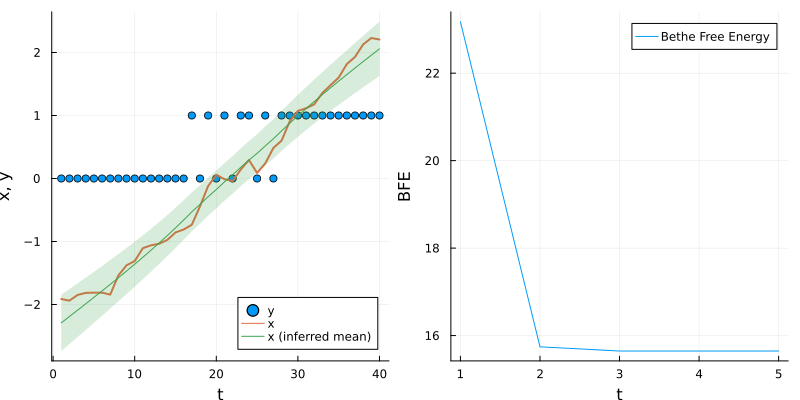 x, y
2
1
0
−1
−2
0
10
20
30
40
t
y
x
x (inferred mean)
BFE
22
20
18
16
1
2
3
4
5
t
Bethe Free Energy